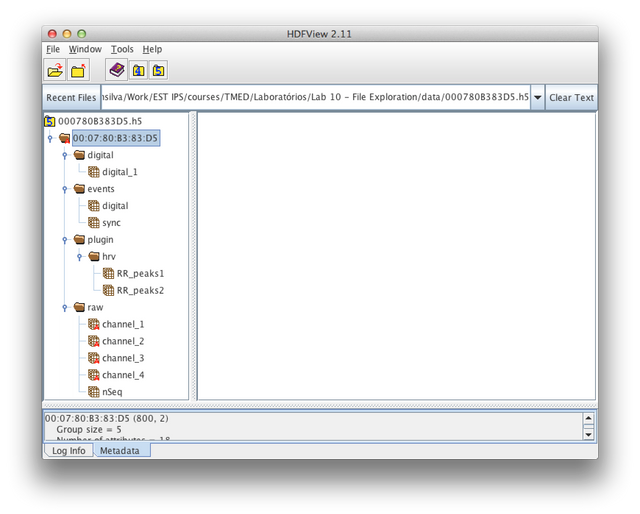 HDFView 2.11
File Window Tools Help
Recent Files nsilva/Work/EST IPS/courses/TMED/Laboratórios/Lab 10 - File Exploration/data/000780B383D5.h5 Clear Text
000780B383D5.h5
00:07:80:B3:83:D5
digital
digital_1
events
digital
sync
plugin
hrv
RR_peaks1
RR_peaks2
raw
channel_1
channel_2
channel_3
channel_4
nSeq
00:07:80:B3:83:D5 (800, 2)
Group size = 5
Number of attributes = 18
Log Info Metadata